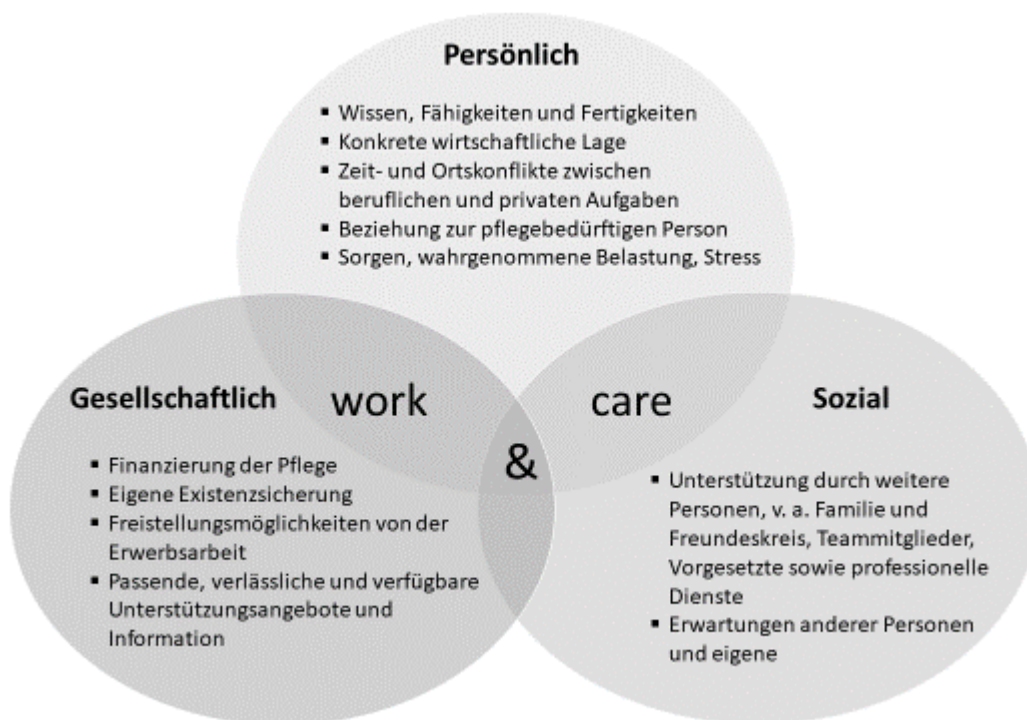 Persönlich
▪ Wissen, Fähigkeiten und Fertigkeiten
▪ Konkrete wirtschaftliche Lage
▪ Zeit- und Ortskonflikte zwischen
beruflichen und privaten Aufgaben
▪ Beziehung zur pflegebedürftigen Person
▪ Sorgen, wahrgenommene Belastung, Stress
work
&
care
Gesellschaftlich
▪ Finanzierung der Pflege
▪ Eigene Existenzsicherung
▪ Freistellungsmöglichkeiten von der
Erwerbsarbeit
▪ Passende, verlässliche und verfügbare
Unterstützungsangebote und
Information
Sozial
▪ Unterstützung durch weitere
Personen, v. a. Familie und
Freundeskreis, Teammitglieder,
Vorgesetzte sowie professionelle
Dienste
▪ Erwartungen anderer Personen
und eigene